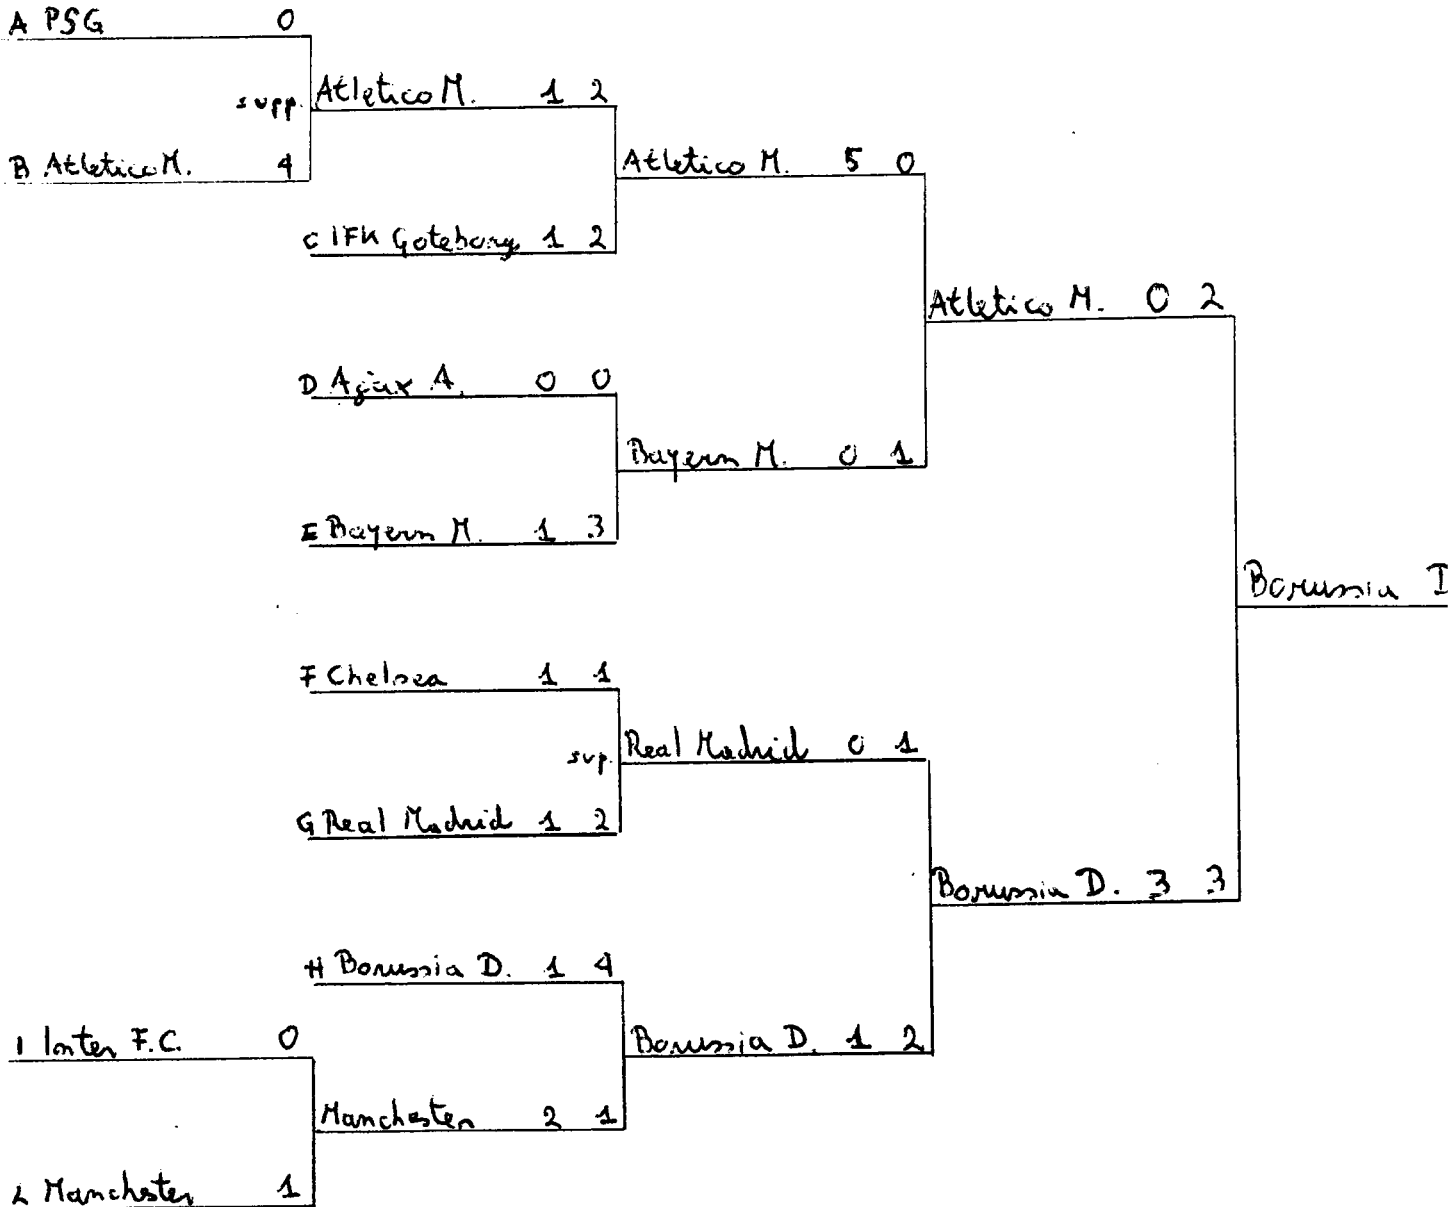 A PSG 0
supp. Atletico M. 1 2
B Atletico M. 4
Atletico M. 5 0
C IFK Goteborg 1 2
Atletico M. 0 2
D Ajax A. 0 0
Bayern M. 0 1
E Bayern M. 1 3
Borussia D
F Chelsea 1 1
sup. Real Madrid 0 1
G Real Madrid 1 2
Borussia D. 3 3
H Borussia D. 1 4
I Inter F.C. 0
Borussia D. 1 2
Manchester 2 1
L Manchester 1